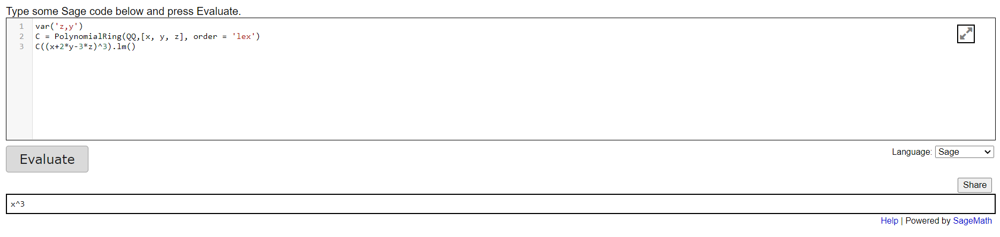 Type some Sage code below and press Evaluate.
1 var('z,y')
2 C = PolynomialRing(QQ,[x, y, z], order = 'lex')
3 C((x+2*y-3*z)^3).lm()
Evaluate
Language: Sage
Share
x^3
Help | Powered by SageMath